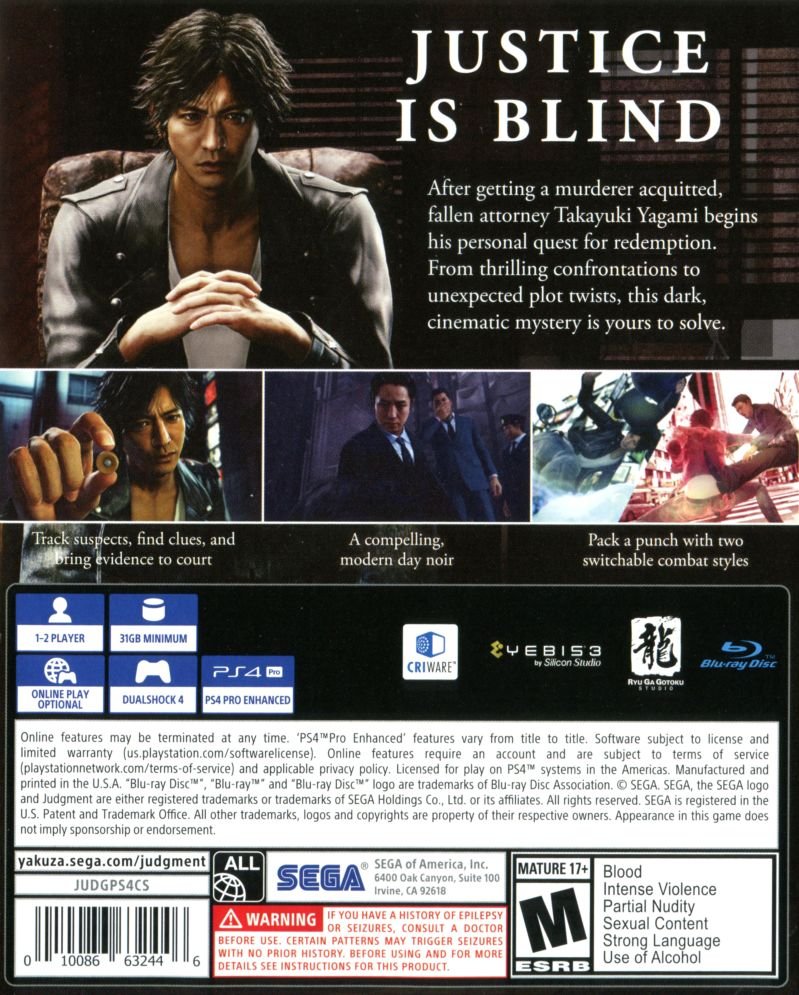 JUSTICE
IS BLIND
After getting a murderer acquitted,
fallen attorney Takayuki Yagami begins
his personal quest for redemption.
From thrilling confrontations to
unexpected plot twists, this dark,
cinematic mystery is yours to solve.
Track suspects, find clues, and
bring evidence to court
A compelling,
modern day noir
Pack a punch with two
switchable combat styles
1-2 PLAYER
31GB MINIMUM
ONLINE PLAY
OPTIONAL
DUALSHOCK 4
PS4 Pro
PS4 PRO ENHANCED
CRIWARE™
YEBIS 3
by Silicon Studio
龍
RYU GA GOTOKU
STUDIO
Blu-ray Disc™
Online features may be terminated at any time. 'PS4™Pro Enhanced' features vary from title to title. Software subject to license and
limited warranty (us.playstation.com/softwarelicense). Online features require an account and are subject to terms of service
(playstationnetwork.com/terms-of-service) and applicable privacy policy. Licensed for play on PS4™ systems in the Americas. Manufactured and
printed in the U.S.A. "Blu-ray Disc™", "Blu-ray™" and "Blu-ray Disc™" logo are trademarks of Blu-ray Disc Association. © SEGA. SEGA, the SEGA logo
and Judgment are either registered trademarks or trademarks of SEGA Holdings Co., Ltd. or its affiliates. All rights reserved. SEGA is registered in the
U.S. Patent and Trademark Office. All other trademarks, logos and copyrights are property of their respective owners. Appearance in this game does
not imply sponsorship or endorsement.
yakuza.sega.com/judgment
JUDGPS4CS
0 10086 63244 6
ALL
SEGA®
SEGA of America, Inc.
6400 Oak Canyon, Suite 100
Irvine, CA 92618
WARNING IF YOU HAVE A HISTORY OF EPILEPSY
OR SEIZURES, CONSULT A DOCTOR
BEFORE USE. CERTAIN PATTERNS MAY TRIGGER SEIZURES
WITH NO PRIOR HISTORY. BEFORE USING AND FOR MORE
DETAILS SEE INSTRUCTIONS FOR THIS PRODUCT.
MATURE 17+
M
ESRB
Blood
Intense Violence
Partial Nudity
Sexual Content
Strong Language
Use of Alcohol